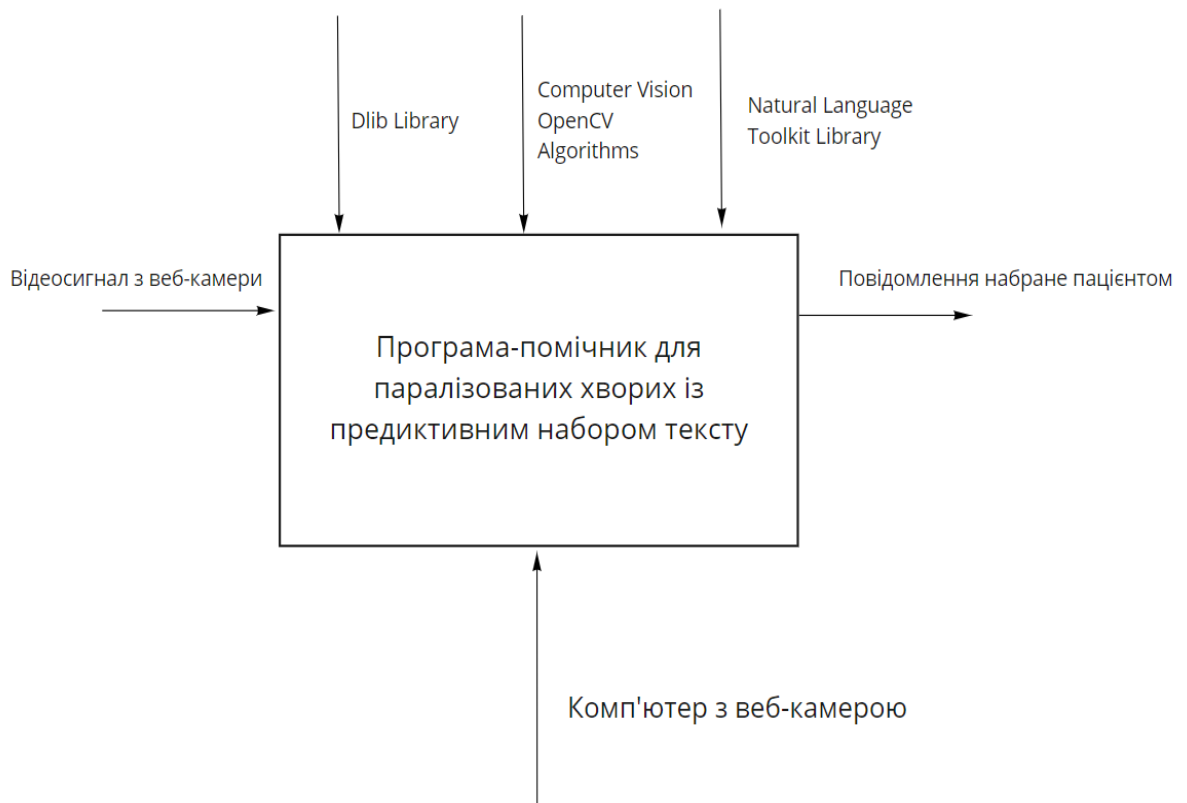 Dlib Library
Computer Vision
OpenCV
Algorithms
Natural Language
Toolkit Library
Відеосигнал з веб-камери
Повідомлення набране пацієнтом
Програма-помічник для
паралізованих хворих із
предиктивним набором тексту
Комп'ютер з веб-камерою